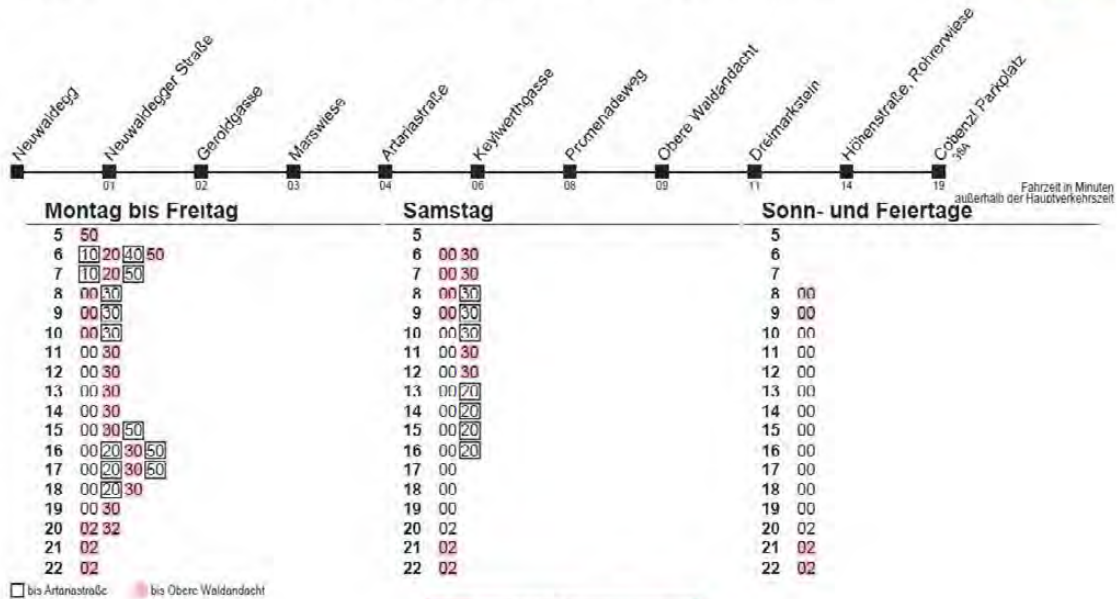 Neuwaldegg
Neuwaldegger Straße
Geroldgasse
Marswiese
Artariastraße
Keylwerthgasse
Promenadeweg
Obere Waldandacht
Dreimarkstein
Höhenstraße, Rohrerwiese
Cobenzl Parkplatz
38A
01 02 03 04 06 08 09 11 14 19
Fahrzeit in Minuten
außerhalb der Hauptverkehrszeit
Montag bis Freitag
5 50
6 10 20 40 50
7 10 20 50
8 00 30
9 00 30
10 00 30
11 00 30
12 00 30
13 00 30
14 00 30
15 00 30 50
16 00 20 30 50
17 00 20 30 50
18 00 20 30
19 00 30
20 02 32
21 02
22 02
Samstag
5
6 00 30
7 00 30
8 00 30
9 00 30
10 00 30
11 00 30
12 00 30
13 00 20
14 00 20
15 00 20
16 00 20
17 00
18 00
19 00
20 02
21 02
22 02
Sonn- und Feiertage
5
6
7
8 00
9 00
10 00
11 00
12 00
13 00
14 00
15 00
16 00
17 00
18 00
19 00
20 02
21 02
22 02
bis Artariastraße
bis Obere Waldandacht